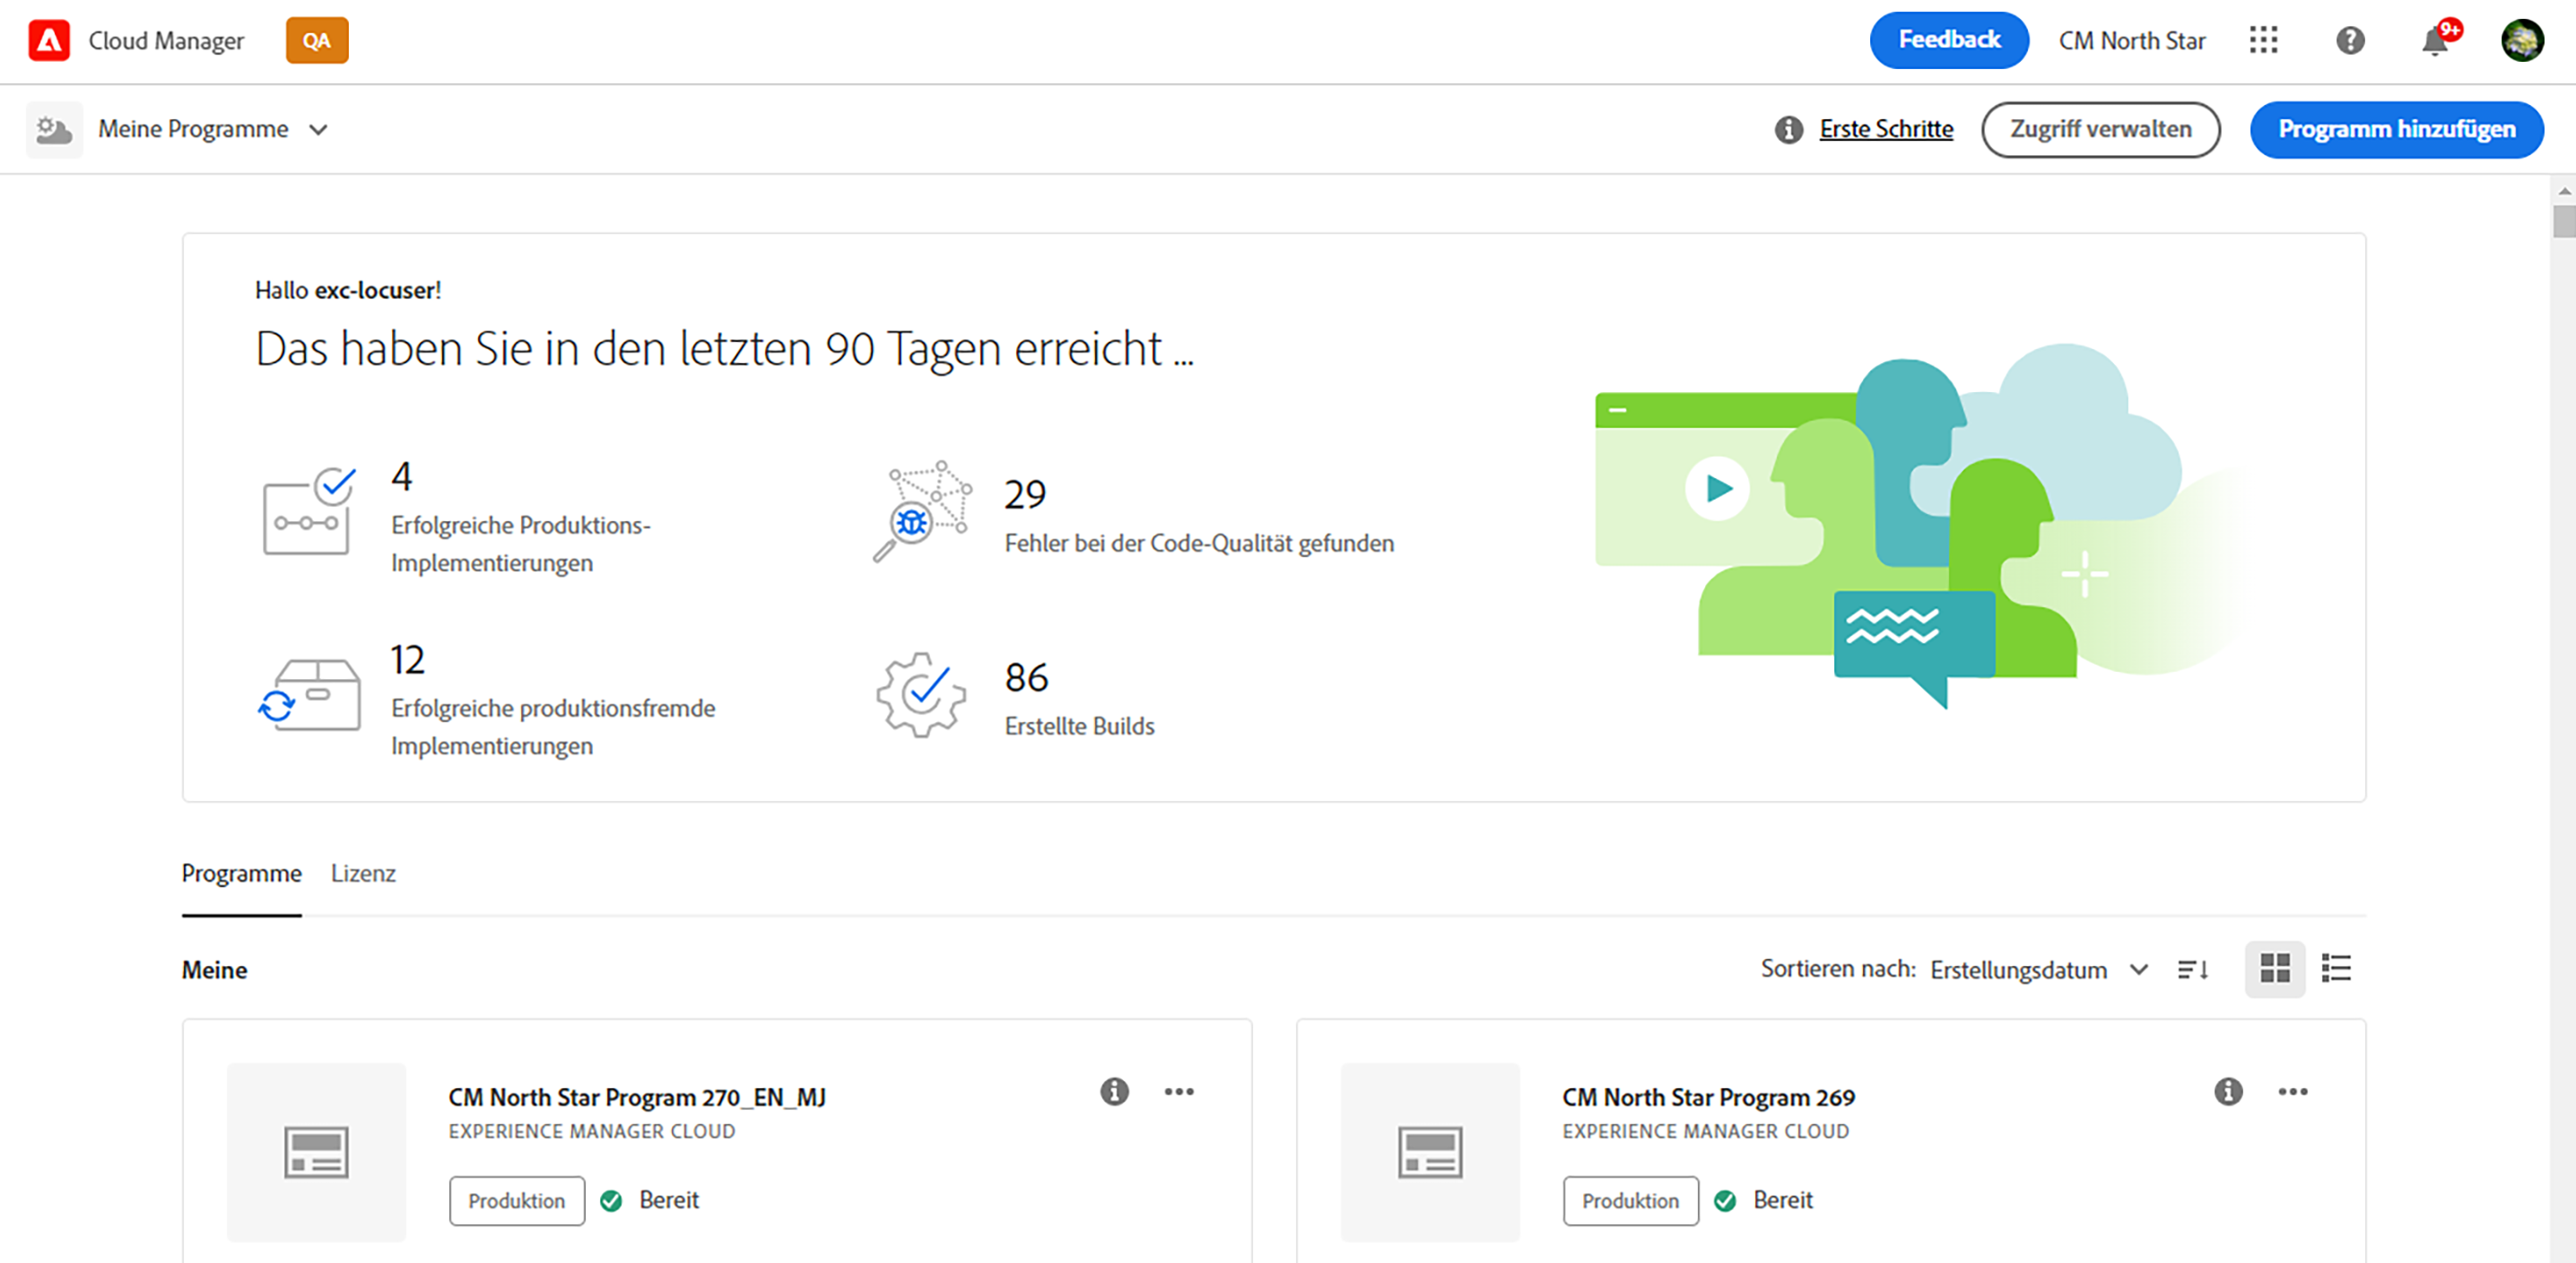 Cloud Manager
QA
Feedback
CM North Star
9+
Meine Programme
Erste Schritte
Zugriff verwalten
Programm hinzufügen
Hallo exc-locuser!
Das haben Sie in den letzten 90 Tagen erreicht ...
4
Erfolgreiche Produktions-
Implementierungen
29
Fehler bei der Code-Qualität gefunden
12
Erfolgreiche produktionsfremde
Implementierungen
86
Erstellte Builds
Programme
Lizenz
Meine
Sortieren nach: Erstellungsdatum
CM North Star Program 270_EN_MJ
EXPERIENCE MANAGER CLOUD
Produktion
Bereit
CM North Star Program 269
EXPERIENCE MANAGER CLOUD
Produktion
Bereit